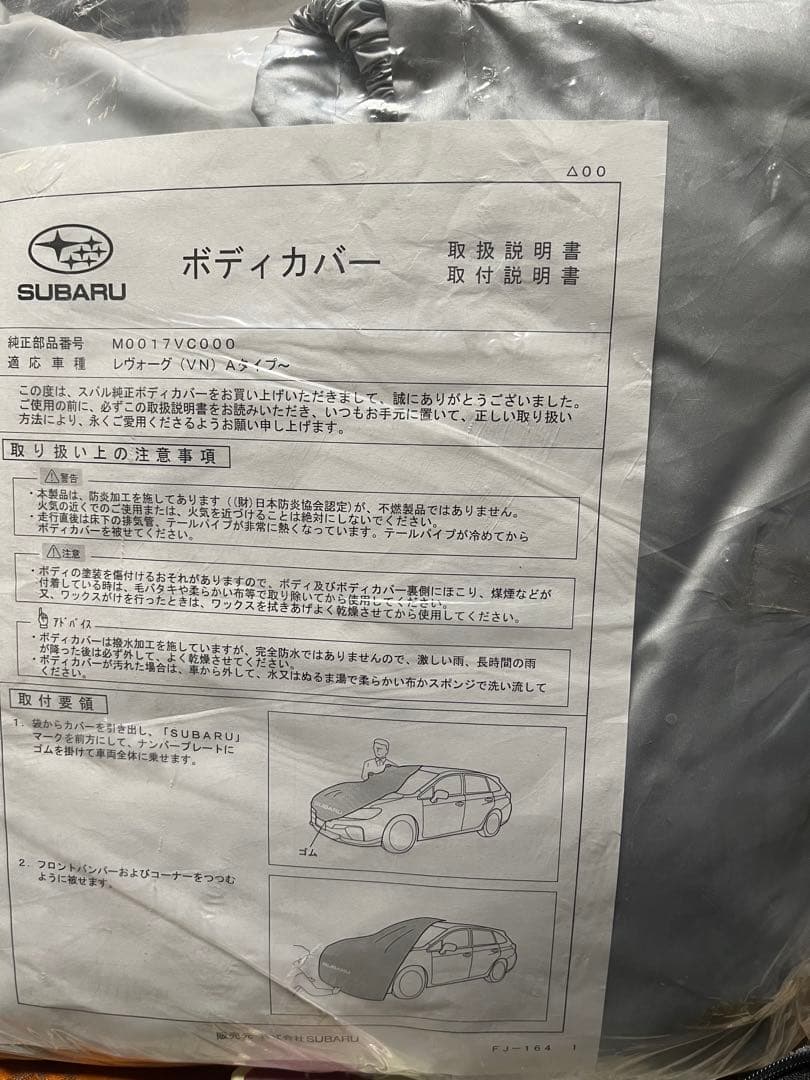 △00
SUBARU
ボディカバー
取扱説明書
取付説明書
純正部品番号 M0017VC000
適応車種 レヴォーグ(VN)Aタイプ～
この度は、スバル純正ボディカバーをお買い上げいただきまして、誠にありがとうございました。
ご使用の前に、必ずこの取扱説明書をお読みいただき、いつもお手元に置いて、正しい取り扱い
方法により、永くご愛用くださるようお願い申し上げます。
取り扱い上の注意事項
⚠警告
・本製品は、防炎加工を施してあります((財)日本防炎協会認定)が、不燃製品ではありません。
火気の近くでのご使用または、火気を近づけることは絶対にしないでください。
・走行直後は床下の排気管、テールパイプが非常に熱くなっています。テールパイプが冷めてから
ボディカバーを被せてください。
⚠注意
・ボディの塗装を傷付けるおそれがありますので、ボディ及びボディカバー裏側にほこり、煤煙などが
付着している時は、毛バタキや柔らかい布等で取り除いてから使用してください。
又、ワックスがけを行ったときは、ワックスを拭きあげよく乾燥させてから使用してください。
アドバイス
・ボディカバーは撥水加工を施していますが、完全防水ではありませんので、激しい雨、長時間の雨
が降った後は必ず外して、よく乾燥させてください。
・ボディカバーが汚れた場合は、車から外して、水又はぬるま湯で柔らかい布かスポンジで洗い流して
ください。
取付要領
1. 袋からカバーを引き出し、「SUBARU」
マークを前方にして、ナンバープレートに
ゴムを掛けて車両全体に乗せます。
SUBARU
ゴム
2. フロントバンパーおよびコーナーをつつむ
ように被せます。
SUBARU
販売元 株式会社SUBARU
FJ-164 1